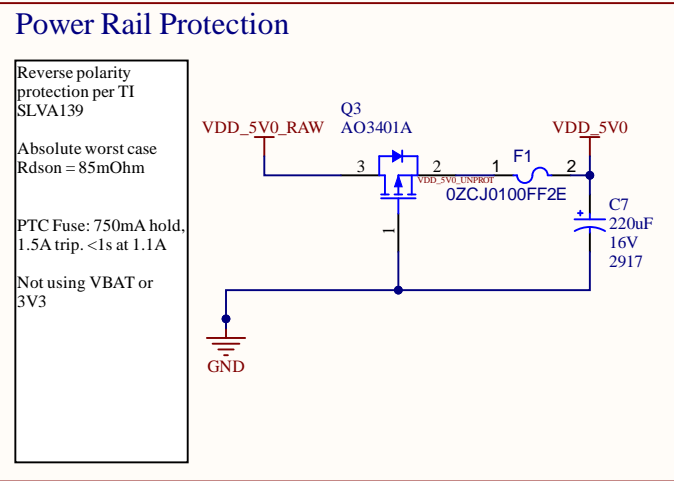 Power Rail Protection
Reverse polarity
protection per TI
SLVA139
Absolute worst case
Rdson = 85mOhm
PTC Fuse: 750mA hold,
1.5A trip. <1s at 1.1A
Not using VBAT or
3V3
VDD_5V0_RAW
Q3
AO3401A
3
2
1
VDD_5V0_UNPROT
1
F1
2
0ZCJ0100FF2E
VDD_5V0
+
C7
220uF
16V
2917
GND